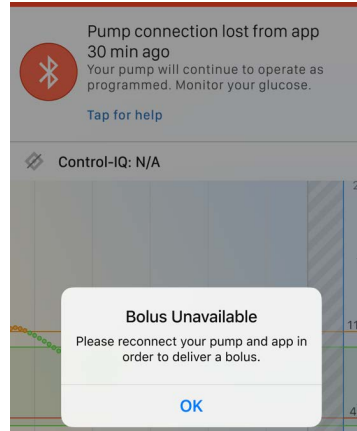 Pump connection lost from app
30 min ago
Your pump will continue to operate as
programmed. Monitor your glucose.
Tap for help
Control-IQ: N/A
11
Bolus Unavailable
Please reconnect your pump and app in
order to deliver a bolus.
OK
4